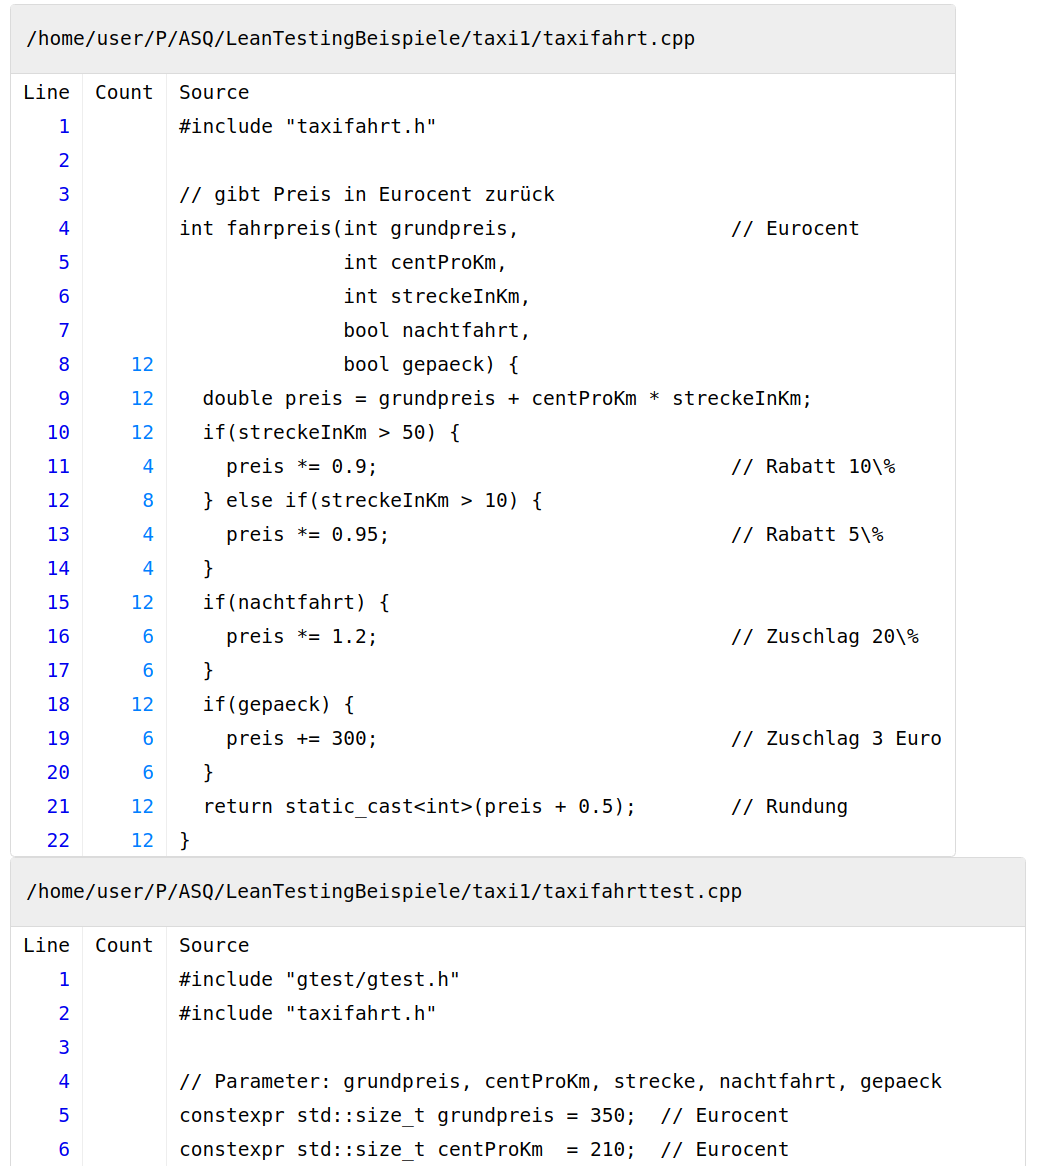 /home/user/P/ASQ/LeanTestingBeispiele/taxi1/taxifahrt.cpp
Line Count Source
1 #include "taxifahrt.h"
2
3 // gibt Preis in Eurocent zurück
4 int fahrpreis(int grundpreis, // Eurocent
5 int centProKm,
6 int streckeInKm,
7 bool nachtfahrt,
8 12 bool gepaeck) {
9 12 double preis = grundpreis + centProKm * streckeInKm;
10 12 if(streckeInKm > 50) {
11 4 preis *= 0.9; // Rabatt 10\%
12 8 } else if(streckeInKm > 10) {
13 4 preis *= 0.95; // Rabatt 5\%
14 4 }
15 12 if(nachtfahrt) {
16 6 preis *= 1.2; // Zuschlag 20\%
17 6 }
18 12 if(gepaeck) {
19 6 preis += 300; // Zuschlag 3 Euro
20 6 }
21 12 return static_cast<int>(preis + 0.5); // Rundung
22 12 }
/home/user/P/ASQ/LeanTestingBeispiele/taxi1/taxifahrttest.cpp
Line Count Source
1 #include "gtest/gtest.h"
2 #include "taxifahrt.h"
3
4 // Parameter: grundpreis, centProKm, strecke, nachtfahrt, gepaeck
5 constexpr std::size_t grundpreis = 350; // Eurocent
6 constexpr std::size_t centProKm = 210; // Eurocent